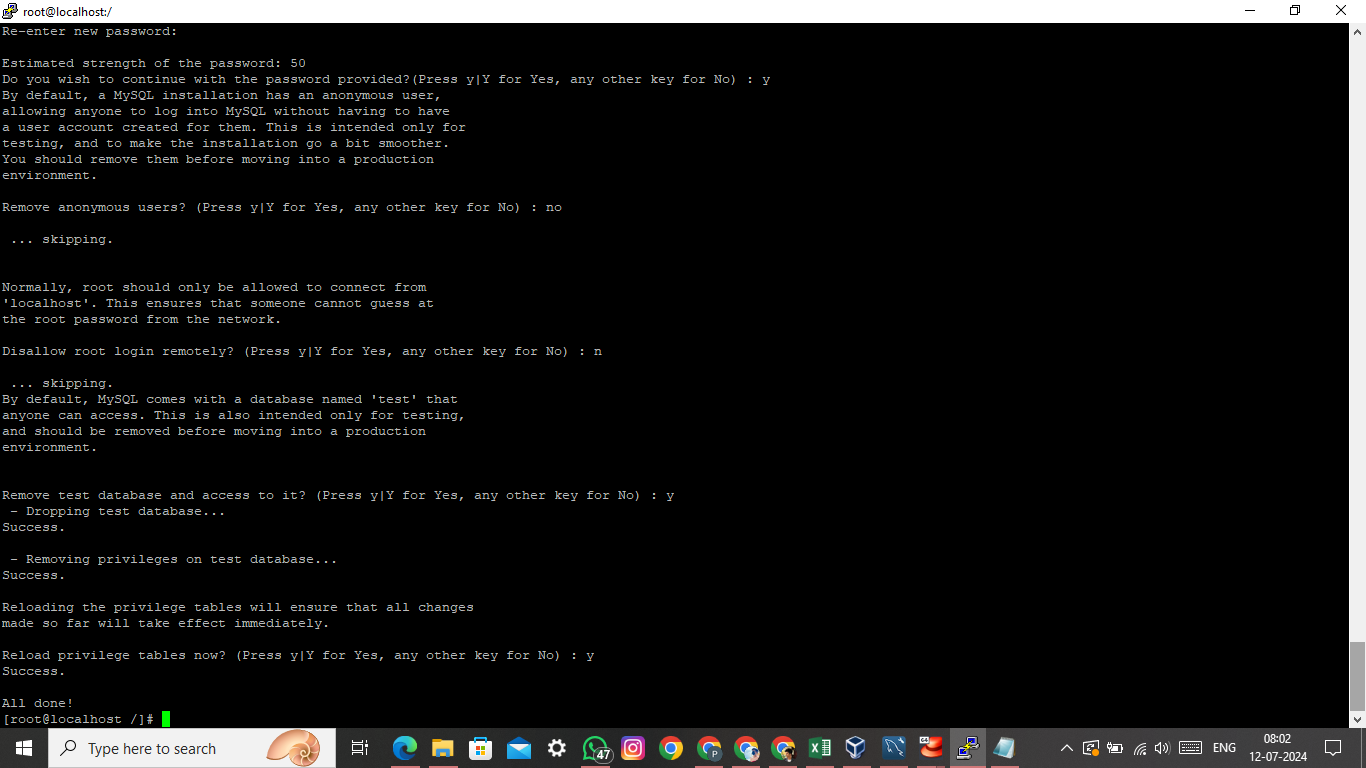 root@localhost:/
Re-enter new password:
Estimated strength of the password: 50
Do you wish to continue with the password provided?(Press y|Y for Yes, any other key for No) : y
By default, a MySQL installation has an anonymous user,
allowing anyone to log into MySQL without having to have
a user account created for them. This is intended only for
testing, and to make the installation go a bit smoother.
You should remove them before moving into a production
environment.
Remove anonymous users? (Press y|Y for Yes, any other key for No) : no
... skipping.
Normally, root should only be allowed to connect from
'localhost'. This ensures that someone cannot guess at
the root password from the network.
Disallow root login remotely? (Press y|Y for Yes, any other key for No) : n
... skipping.
By default, MySQL comes with a database named 'test' that
anyone can access. This is also intended only for testing,
and should be removed before moving into a production
environment.
Remove test database and access to it? (Press y|Y for Yes, any other key for No) : y
- Dropping test database...
Success.
- Removing privileges on test database...
Success.
Reloading the privilege tables will ensure that all changes
made so far will take effect immediately.
Reload privilege tables now? (Press y|Y for Yes, any other key for No) : y
Success.
All done!
[root@localhost /]#
Type here to search
47
P
ENG
08:02
12-07-2024